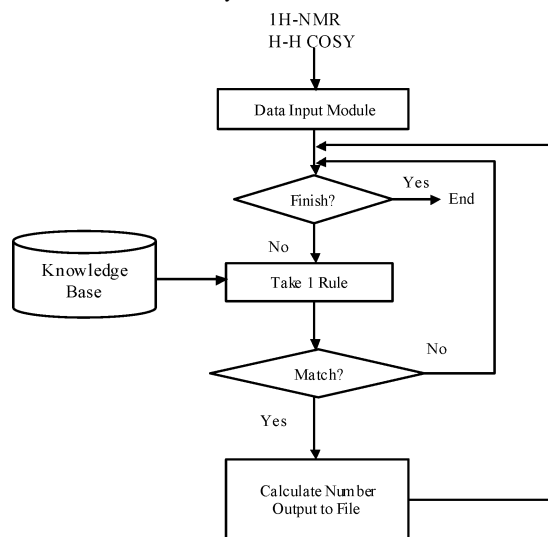 1H-NMR
H-H COSY
Data Input Module
Finish?
Yes
End
No
Knowledge
Base
Take 1 Rule
Match?
No
Yes
Calculate Number
Output to File